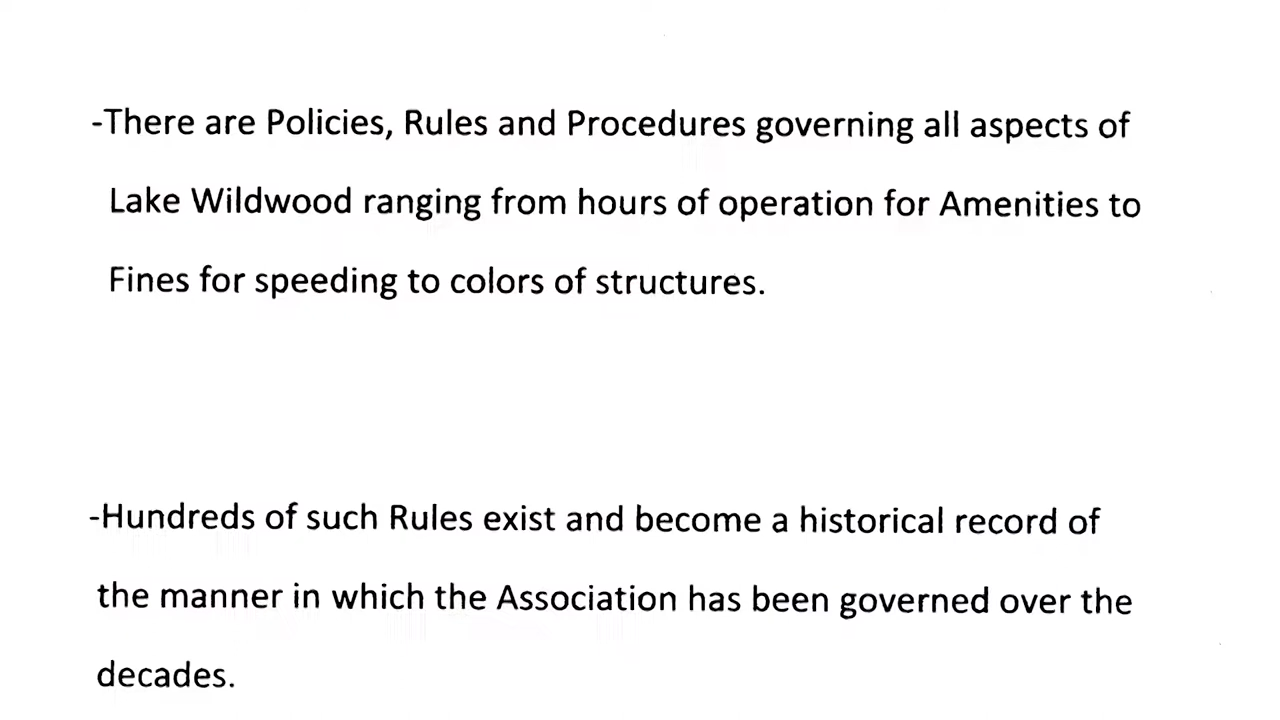 -There are Policies, Rules and Procedures governing all aspects of
Lake Wildwood ranging from hours of operation for Amenities to
Fines for speeding to colors of structures.
-Hundreds of such Rules exist and become a historical record of
the manner in which the Association has been governed over the
decades.